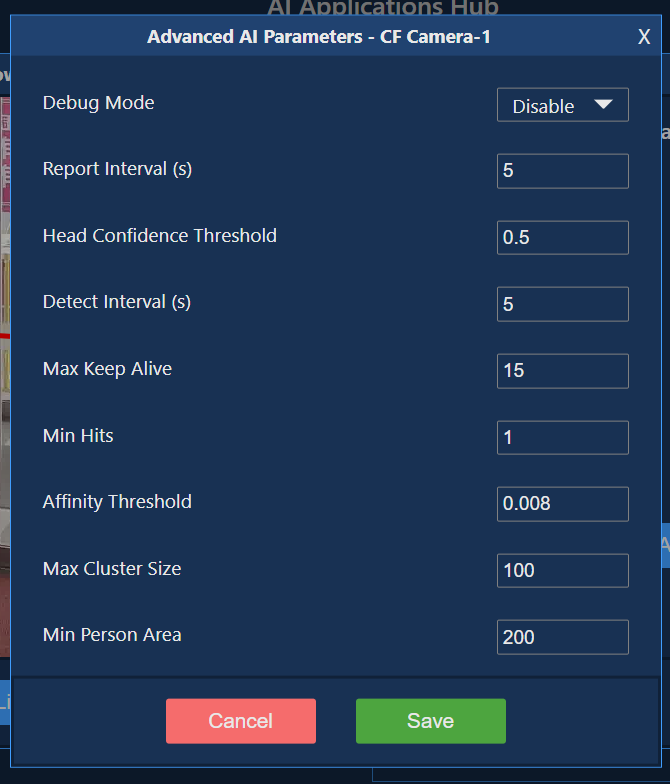 AI Applications Hub
Advanced AI Parameters - CF Camera-1 X
Debug Mode Disable
Report Interval (s) 5
Head Confidence Threshold 0.5
Detect Interval (s) 5
Max Keep Alive 15
Min Hits 1
Affinity Threshold 0.008
Max Cluster Size 100
Min Person Area 200
Cancel Save